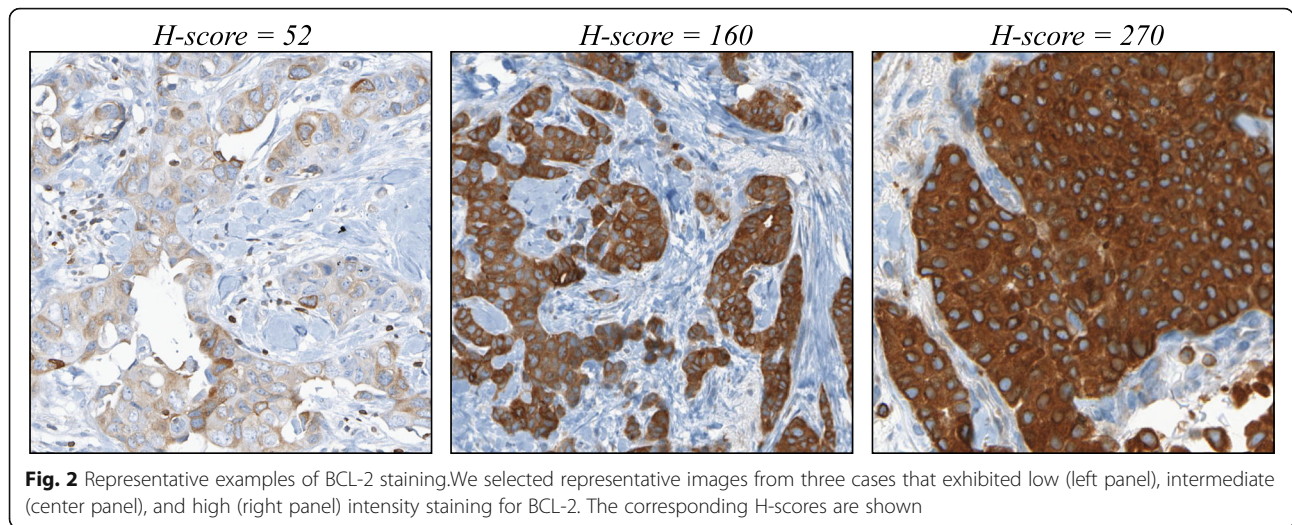 H-score = 52
H-score = 160
H-score = 270
Fig. 2 Representative examples of BCL-2 staining.We selected representative images from three cases that exhibited low (left panel), intermediate
(center panel), and high (right panel) intensity staining for BCL-2. The corresponding H-scores are shown